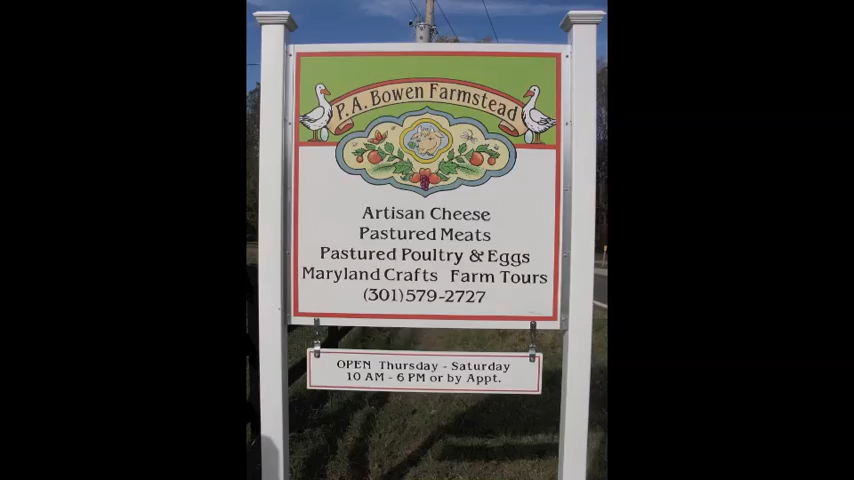 P.A. Bowen Farmstead
Artisan Cheese
Pastured Meats
Pastured Poultry & Eggs
Maryland Crafts Farm Tours
(301)579-2727
OPEN Thursday - Saturday
10 AM - 6 PM or by Appt.